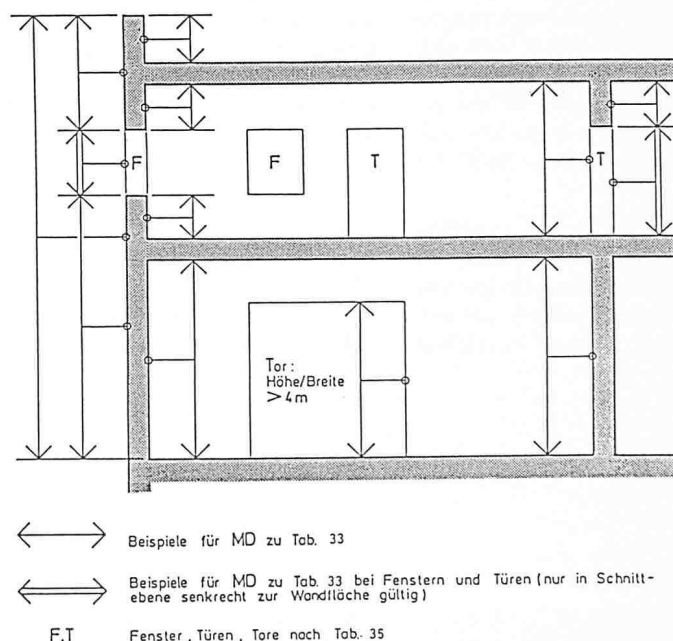 F
F
T
T
Tor:
Höhe/Breite
> 4m
Beispiele für MD zu Tab. 33
Beispiele für MD zu Tab. 33 bei Fenstern und Türen (nur in Schnitt-
ebene senkrecht zur Wandfläche gültig)
F,T Fenster, Türen, Tore nach Tab. 35